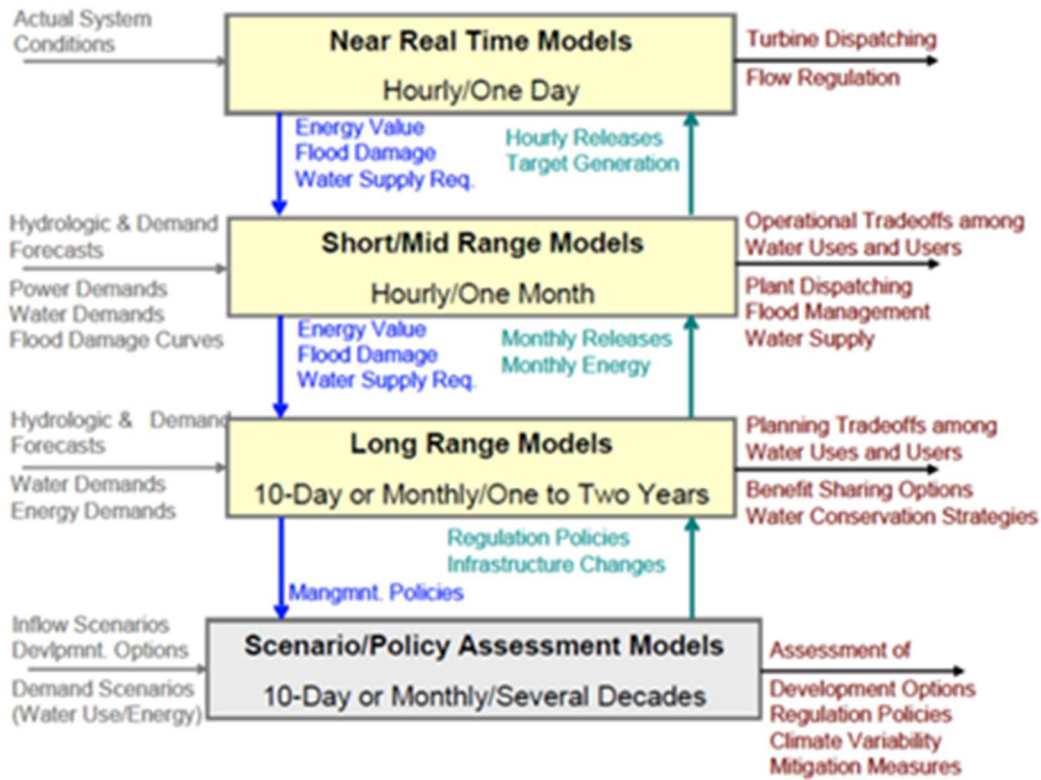 Actual System
Conditions
Near Real Time Models
Hourly/One Day
Turbine Dispatching
Flow Regulation
Energy Value
Flood Damage
Water Supply Req.
Hourly Releases
Target Generation
Hydrologic & Demand
Forecasts
Power Demands
Water Demands
Flood Damage Curves
Short/Mid Range Models
Hourly/One Month
Operational Tradeoffs among
Water Uses and Users
Plant Dispatching
Flood Management
Water Supply
Energy Value
Flood Damage
Water Supply Req.
Monthly Releases
Monthly Energy
Hydrologic & Demand
Forecasts
Water Demands
Energy Demands
Long Range Models
10-Day or Monthly/One to Two Years
Planning Tradeoffs among
Water Uses and Users
Benefit Sharing Options
Water Conservation Strategies
Mangmnt. Policies
Regulation Policies
Infrastructure Changes
Inflow Scenarios
Devlpmnt. Options
Demand Scenarios
(Water Use/Energy)
Scenario/Policy Assessment Models
10-Day or Monthly/Several Decades
Assessment of
Development Options
Regulation Policies
Climate Variability
Mitigation Measures